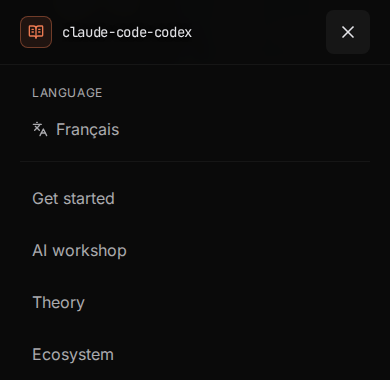 claude-code-codex
LANGUAGE
Français
Get started
AI workshop
Theory
Ecosystem